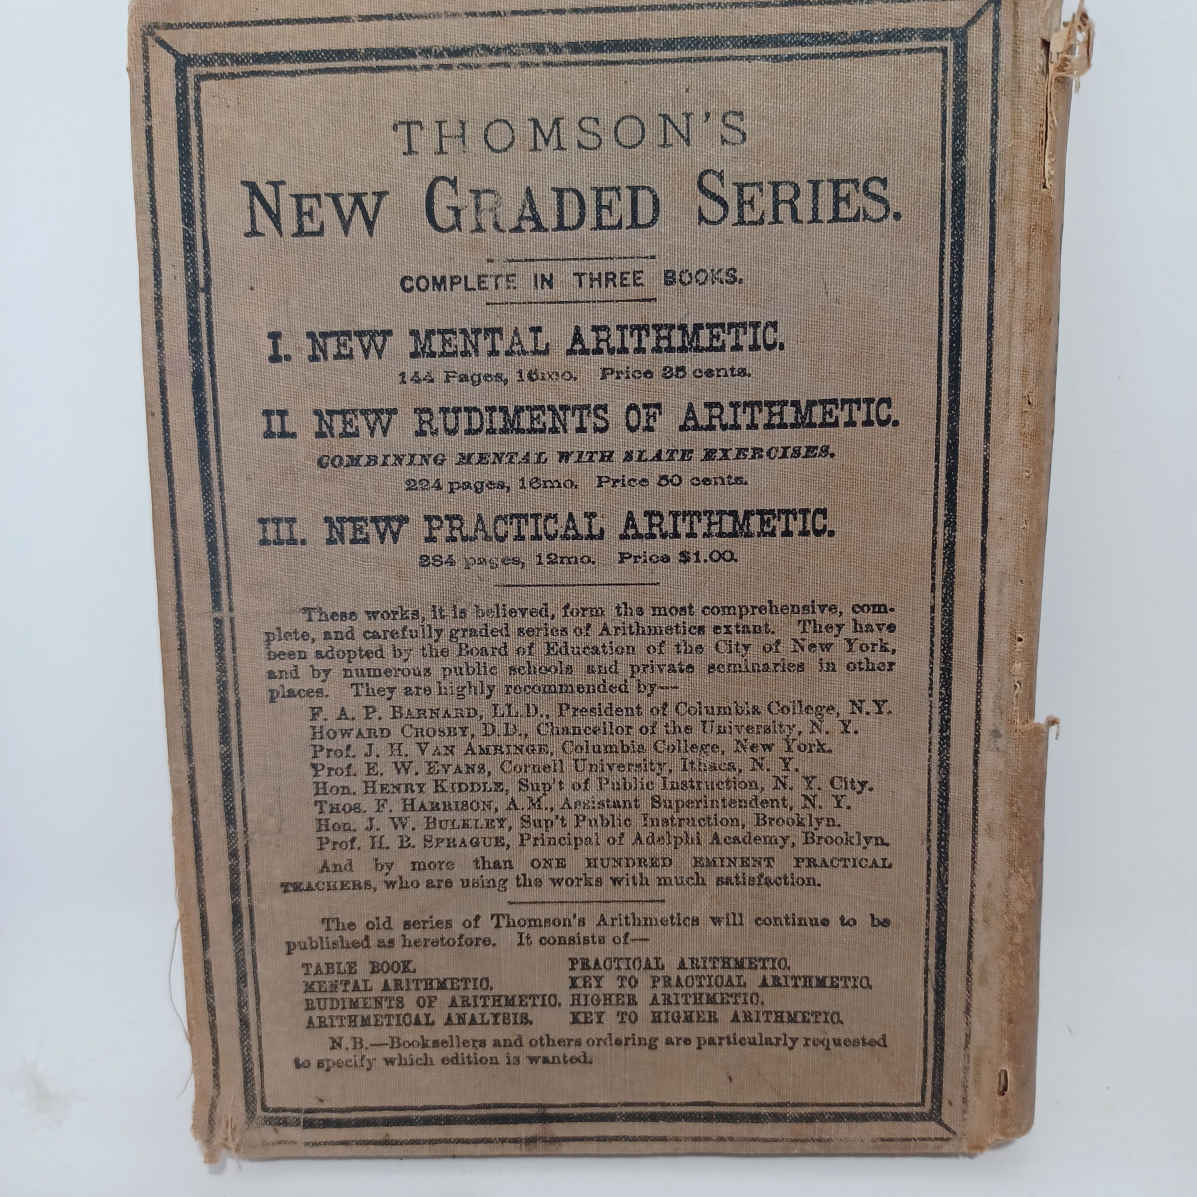 THOMSON'S
NEW GRADED SERIES.
COMPLETE IN THREE BOOKS.
I. NEW MENTAL ARITHMETIC.
144 Pages, 16mo. Price 35 cents.
II. NEW RUDIMENTS OF ARITHMETIC.
COMBINING MENTAL WITH SLATE EXERCISES.
224 pages, 16mo. Price 50 cents.
III. NEW PRACTICAL ARITHMETIC.
384 pages, 12mo. Price $1.00.
These works, it is believed, form the most comprehensive, com-
plete, and carefully graded series of Arithmetics extant. They have
been adopted by the Board of Education of the City of New York,
and by numerous public schools and private seminaries in other
places. They are highly recommended by—
F. A. P. BARNARD, LL.D., President of Columbia College, N.Y.
HOWARD CROSBY, D.D., Chancellor of the University, N. Y.
Prof. J. H. VAN AMRINGE, Columbia College, New York.
Prof. E. W. EVANS, Cornell University, Ithaca, N. Y.
Hon. HENRY KIDDLE, Sup't of Public Instruction, N. Y. City.
THOS. F. HARRISON, A.M., Assistant Superintendent, N. Y.
Hon. J. W. BULKLEY, Sup't Public Instruction, Brooklyn.
Prof. H. B. SPRAGUE, Principal of Adelphi Academy, Brooklyn.
And by more than ONE HUNDRED EMINENT PRACTICAL
TEACHERS, who are using the works with much satisfaction.
The old series of Thomson's Arithmetics will continue to be
published as heretofore. It consists of—
TABLE BOOK. PRACTICAL ARITHMETIC.
MENTAL ARITHMETIC. KEY TO PRACTICAL ARITHMETIC.
RUDIMENTS OF ARITHMETIC. HIGHER ARITHMETIC.
ARITHMETICAL ANALYSIS. KEY TO HIGHER ARITHMETIC.
N.B.—Booksellers and others ordering are particularly requested
to specify which edition is wanted.